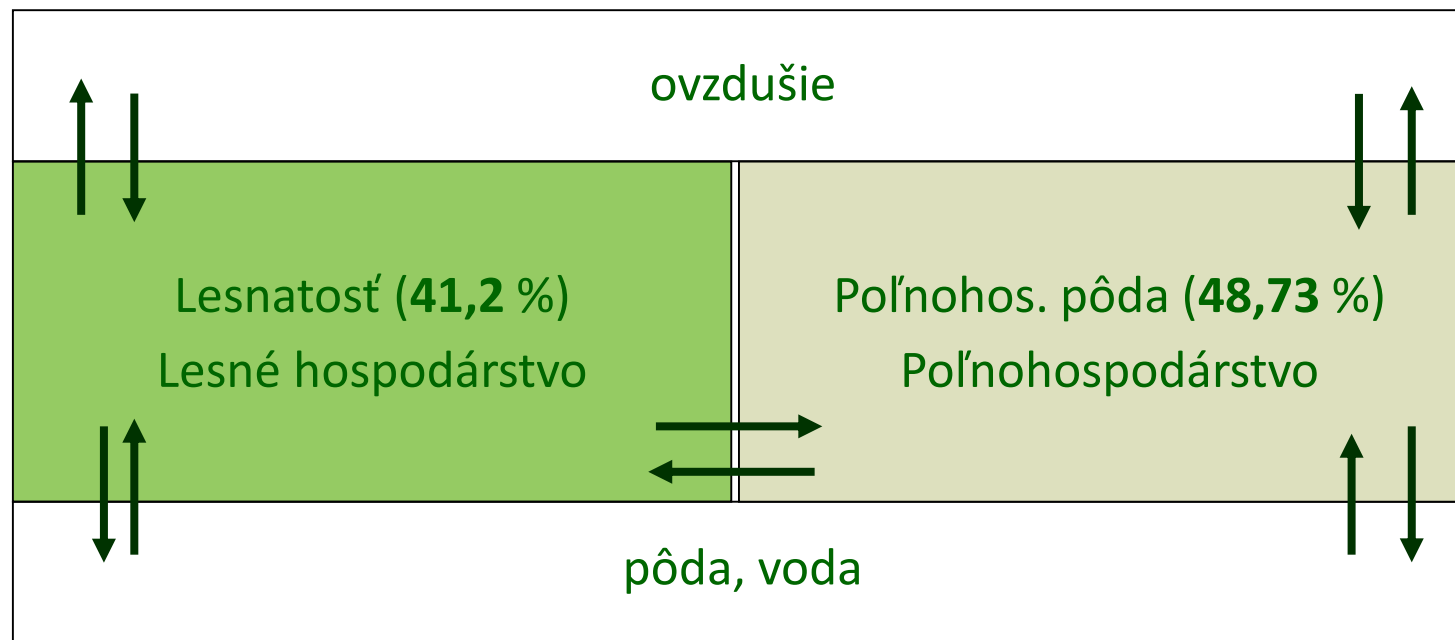 ovzdušie
Lesnatosť (41,2 %)
Lesné hospodárstvo
Poľnohos. pôda (48,73 %)
Poľnohospodárstvo
pôda, voda